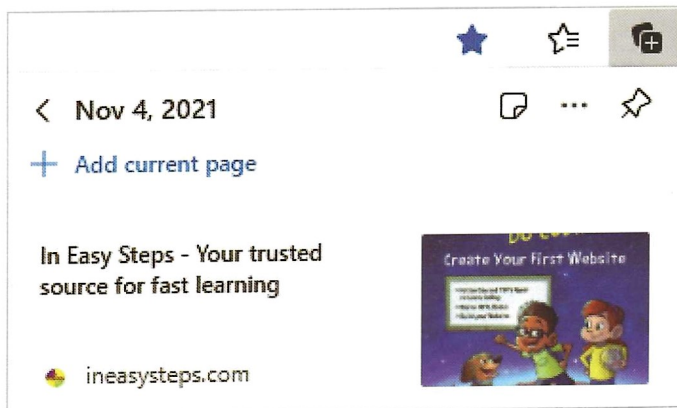 Nov 4, 2021
Add current page
In Easy Steps - Your trusted
source for fast learning
Create Your First Website
ineasysteps.com